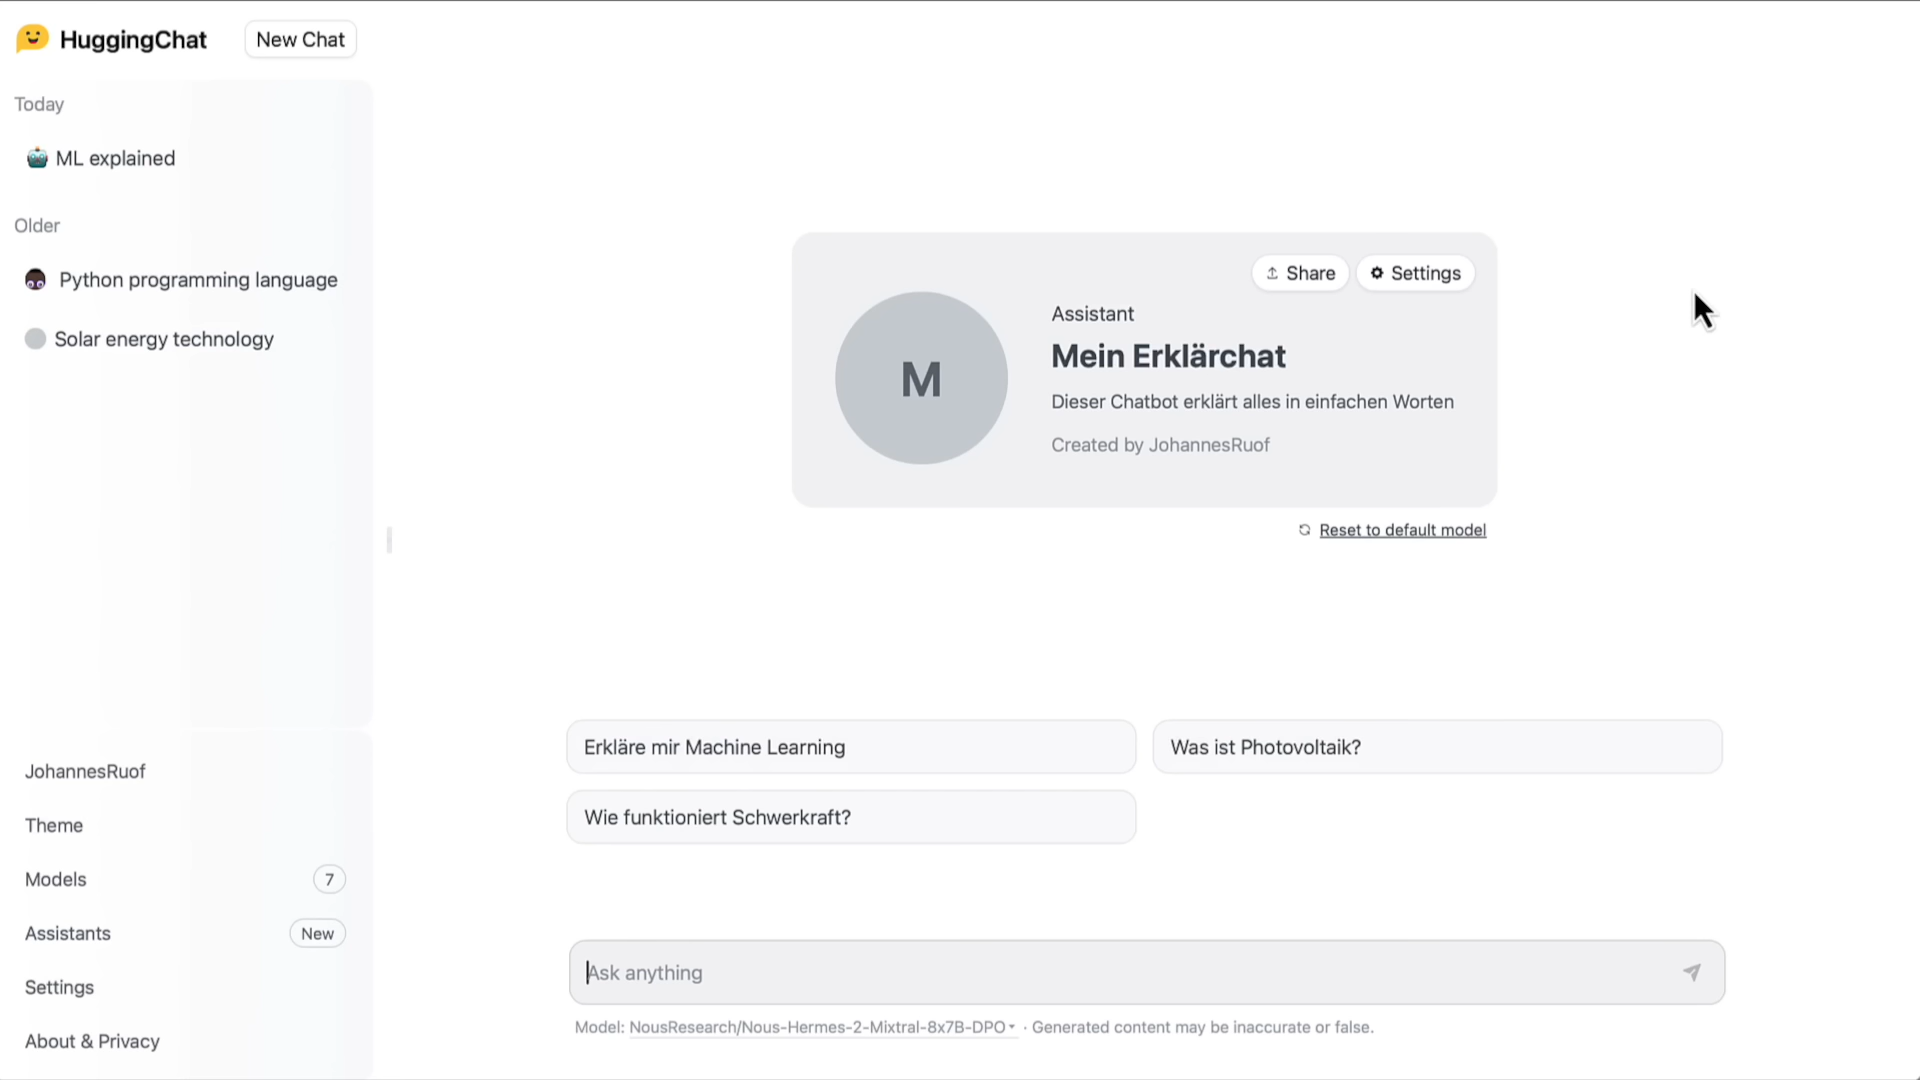 HuggingChat
New Chat
Today
ML explained
Older
Python programming language
Solar energy technology
JohannesRuof
Theme
Models 7
Assistants New
Settings
About & Privacy
Share Settings
M
Assistant
Mein Erklärchat
Dieser Chatbot erklärt alles in einfachen Worten
Created by JohannesRuof
Reset to default model
Erkläre mir Machine Learning
Was ist Photovoltaik?
Wie funktioniert Schwerkraft?
Ask anything
Model: NousResearch/Nous-Hermes-2-Mixtral-8x7B-DPO · Generated content may be inaccurate or false.